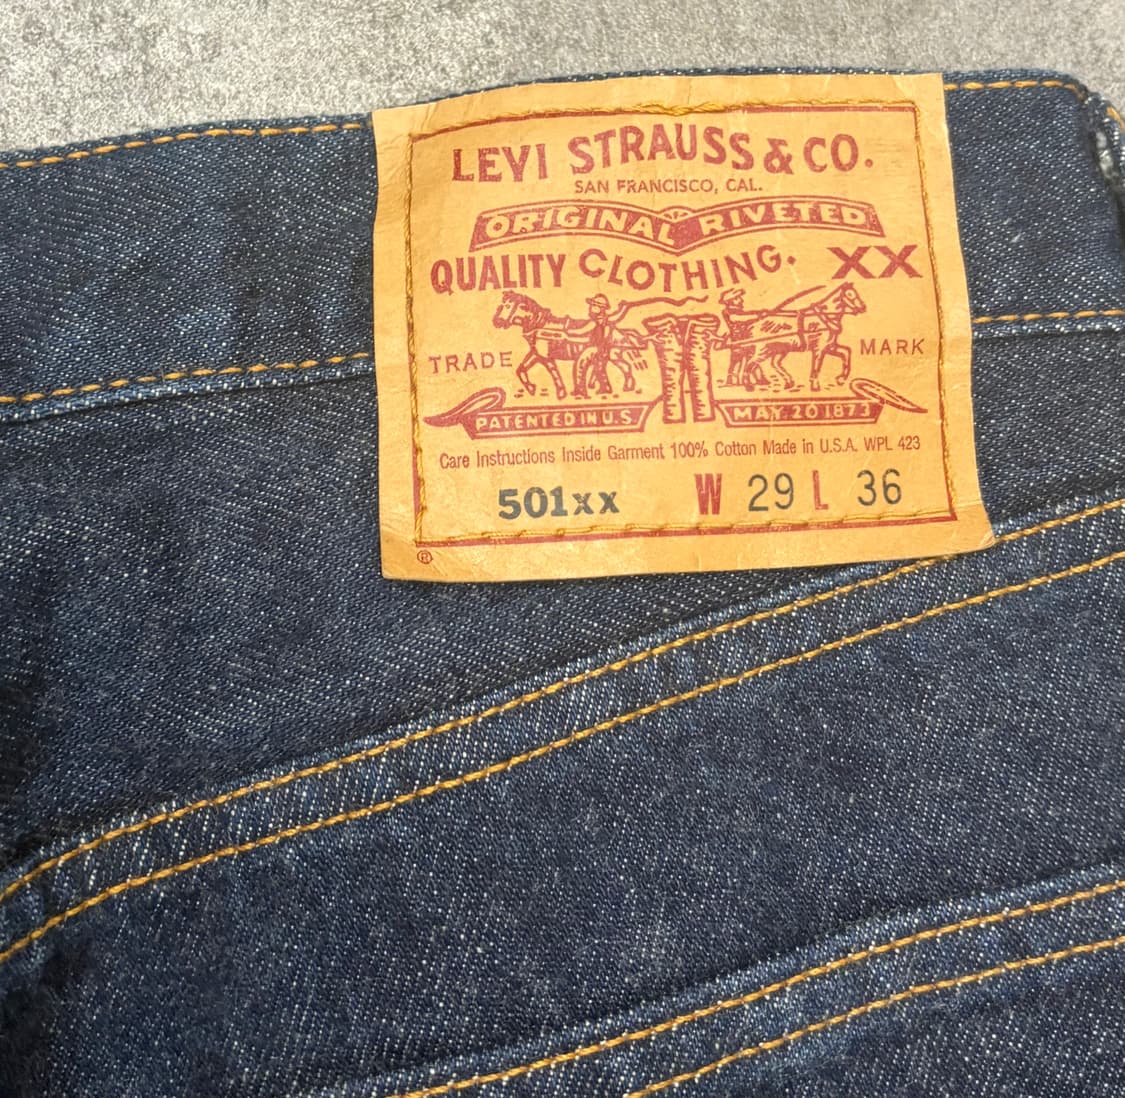 LEVI STRAUSS & CO.
SAN FRANCISCO, CAL.
ORIGINAL RIVETED
QUALITY CLOTHING. XX
TRADE MARK
PATENTED IN U.S. MAY.20 1873
Care Instructions Inside Garment 100% Cotton Made in U.S.A. WPL 423
501xx W 29 L 36
®